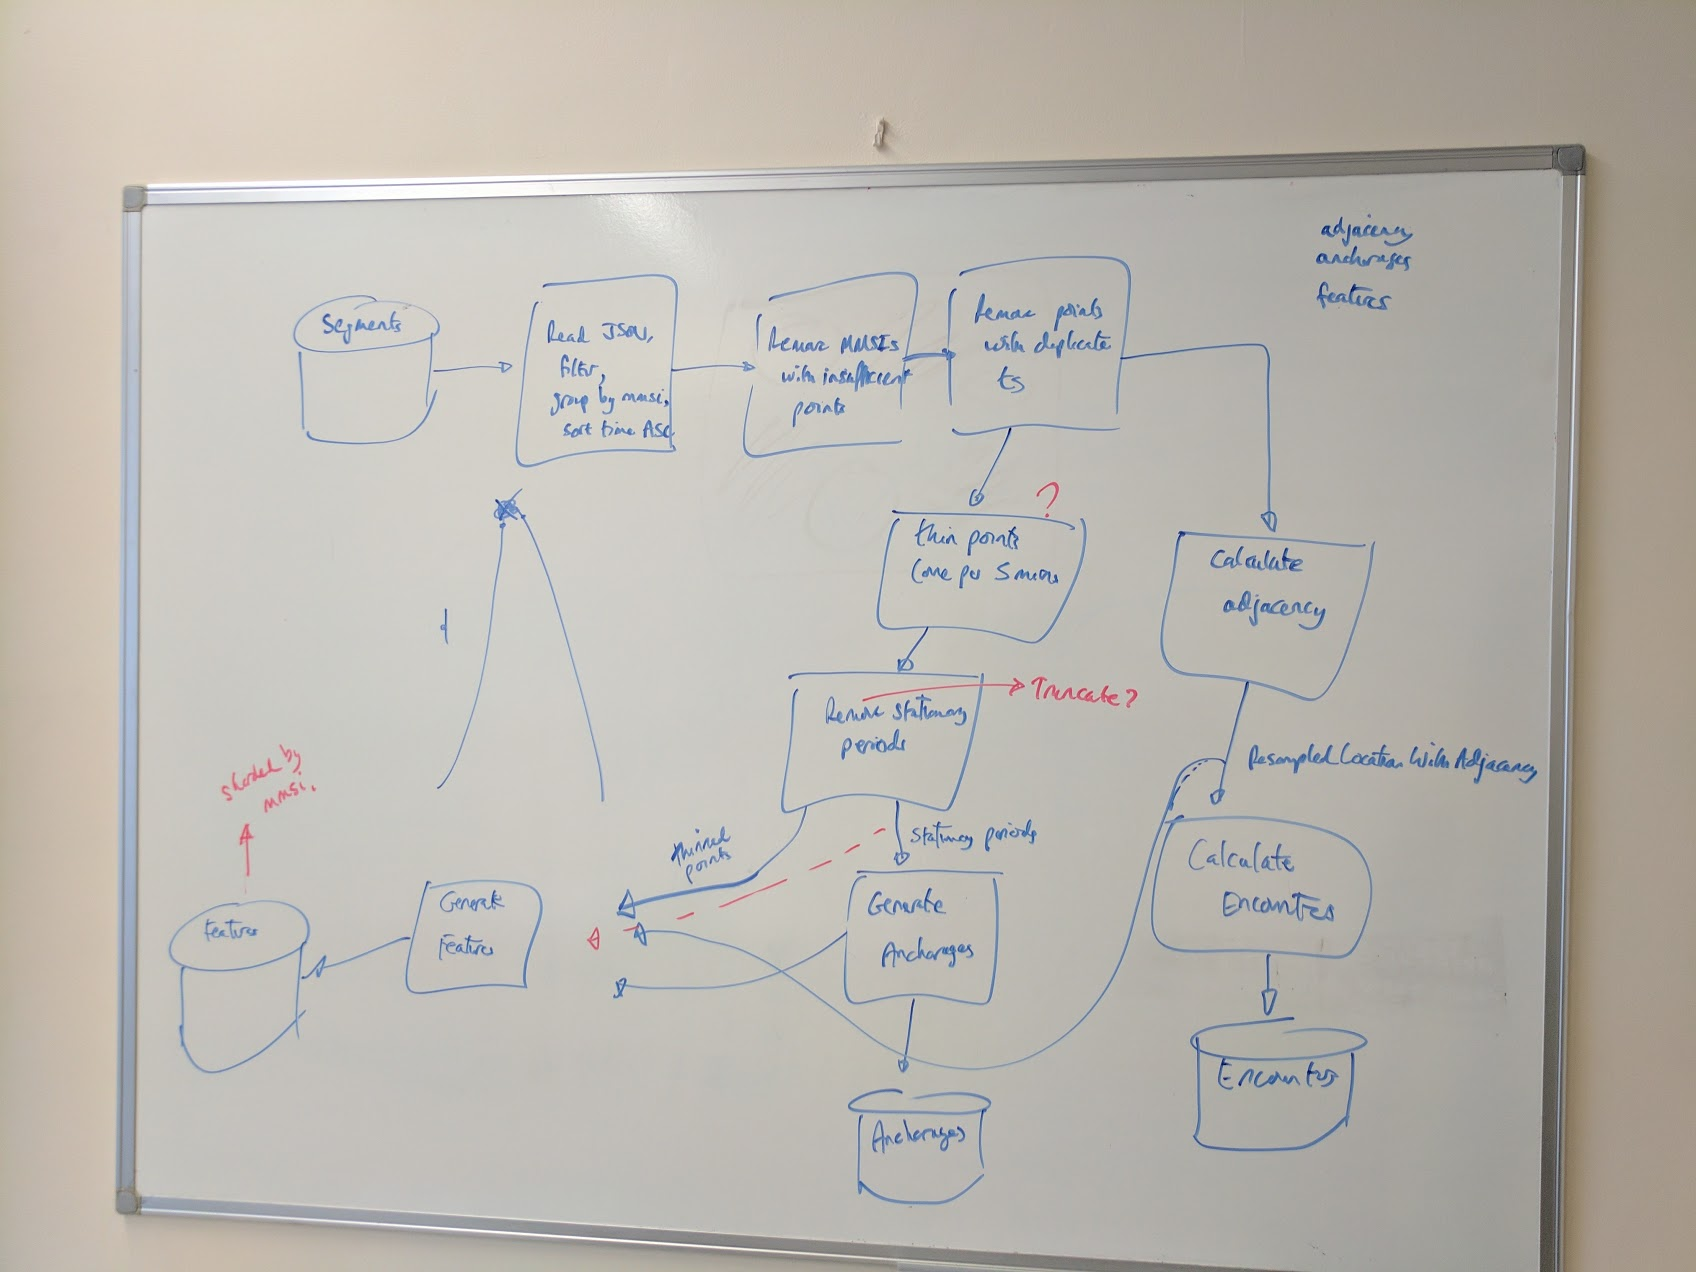 adjacency
anchorages
features
Segments
Read JSON,
filter,
group by mmsi,
sort time ASC
Remove MMSIs
with insufficient
points
Remove points
with duplicate
ts
?
thin points
(one per 5 mins
Calculate
adjacency
Remove stationary
periods
Truncate?
Resampled Location With Adjacency
sharded by
mmsi.
thinned
points
Stationary periods
Calculate
Encounters
Features
Generate
Features
Generate
Anchorages
Encounters
Anchorages